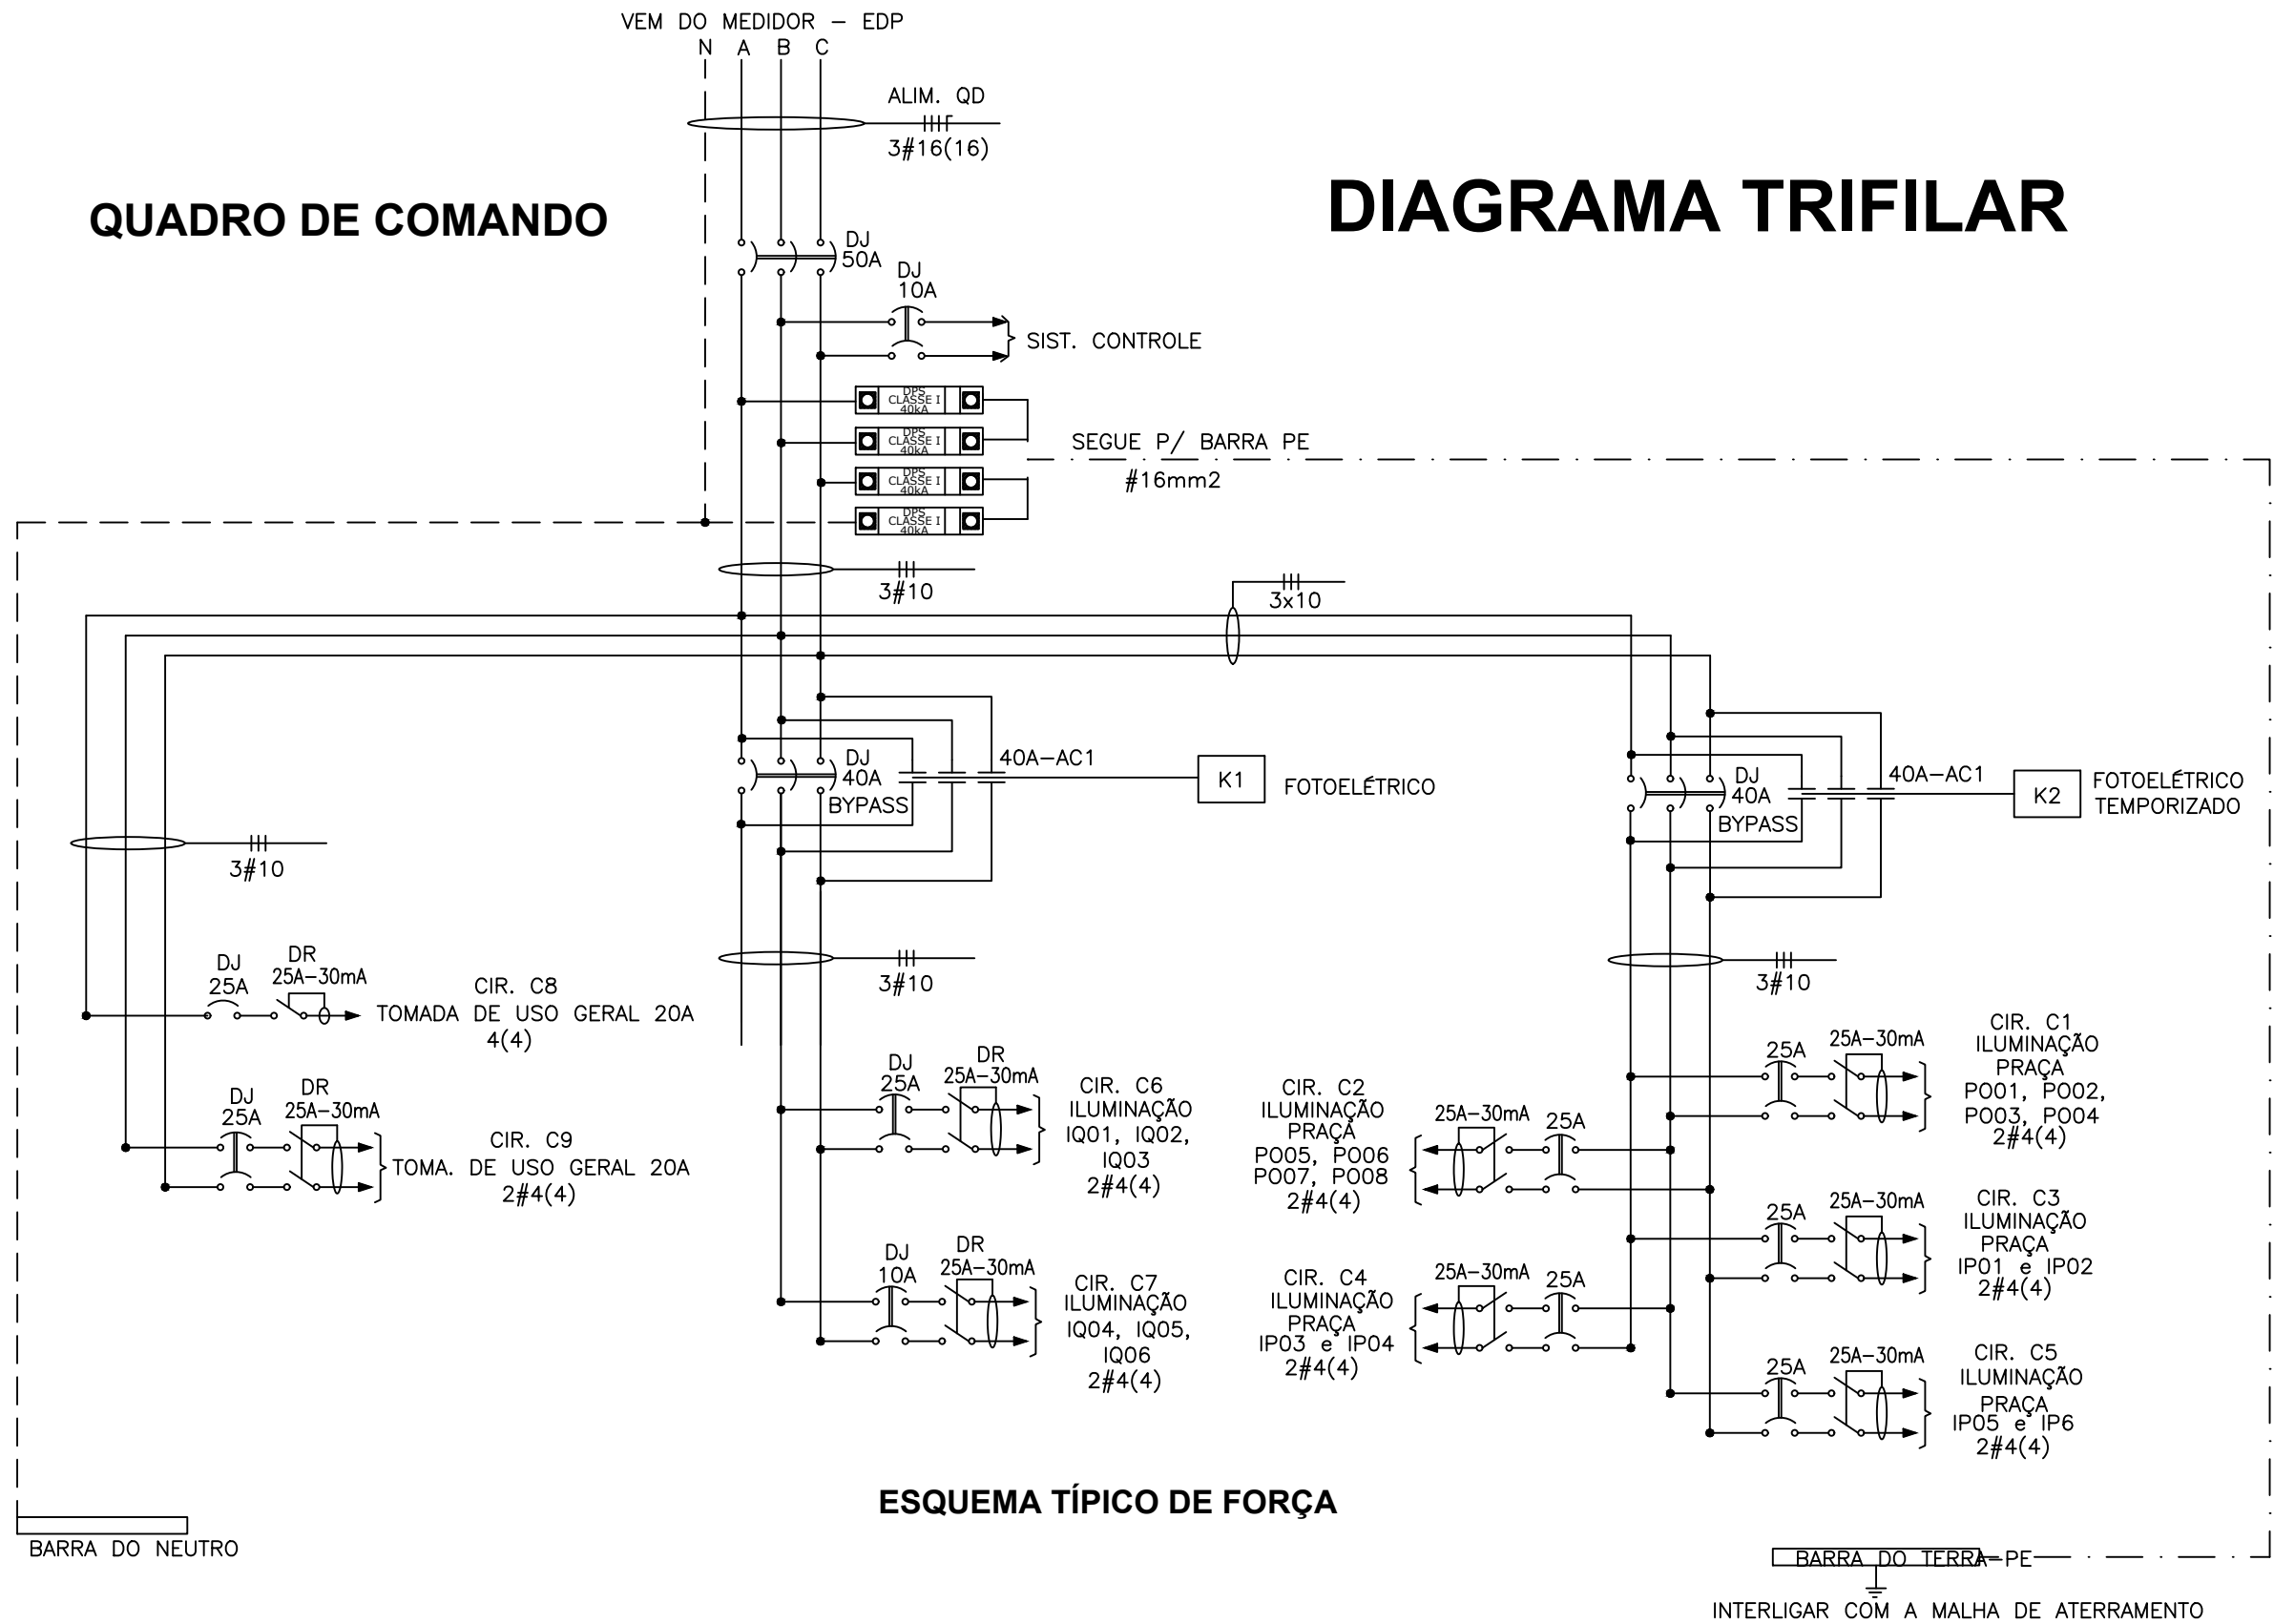 VEM DO MEDIDOR – EDP
N A B C
ALIM. QD
3#16(16)
QUADRO DE COMANDO
DIAGRAMA TRIFILAR
DJ
50A
DJ
10A
SIST. CONTROLE
DPS
CLASSE I
40kA
DPS
CLASSE I
40kA
DPS
CLASSE I
40kA
DPS
CLASSE I
40kA
SEGUE P/ BARRA PE
#16mm2
3#10
3x10
DJ
40A
BYPASS
40A–AC1
K1
FOTOELÉTRICO
DJ
40A
BYPASS
40A–AC1
K2
FOTOELÉTRICO
TEMPORIZADO
3#10
3#10
3#10
DJ
25A
DR
25A–30mA
CIR. C8
TOMADA DE USO GERAL 20A
4(4)
DJ
25A
DR
25A–30mA
CIR. C9
TOMA. DE USO GERAL 20A
2#4(4)
DJ
25A
DR
25A–30mA
CIR. C6
ILUMINAÇÃO
IQ01, IQ02,
IQ03
2#4(4)
DJ
10A
DR
25A–30mA
CIR. C7
ILUMINAÇÃO
IQ04, IQ05,
IQ06
2#4(4)
CIR. C2
ILUMINAÇÃO
PRAÇA
PO05, PO06
PO07, PO08
2#4(4)
25A–30mA
25A
CIR. C4
ILUMINAÇÃO
PRAÇA
IP03 e IP04
2#4(4)
25A–30mA
25A
25A
25A–30mA
CIR. C1
ILUMINAÇÃO
PRAÇA
PO01, PO02,
PO03, PO04
2#4(4)
25A
25A–30mA
CIR. C3
ILUMINAÇÃO
PRAÇA
IP01 e IP02
2#4(4)
25A
25A–30mA
CIR. C5
ILUMINAÇÃO
PRAÇA
IP05 e IP6
2#4(4)
ESQUEMA TÍPICO DE FORÇA
BARRA DO NEUTRO
BARRA DO TERRA–PE
INTERLIGAR COM A MALHA DE ATERRAMENTO